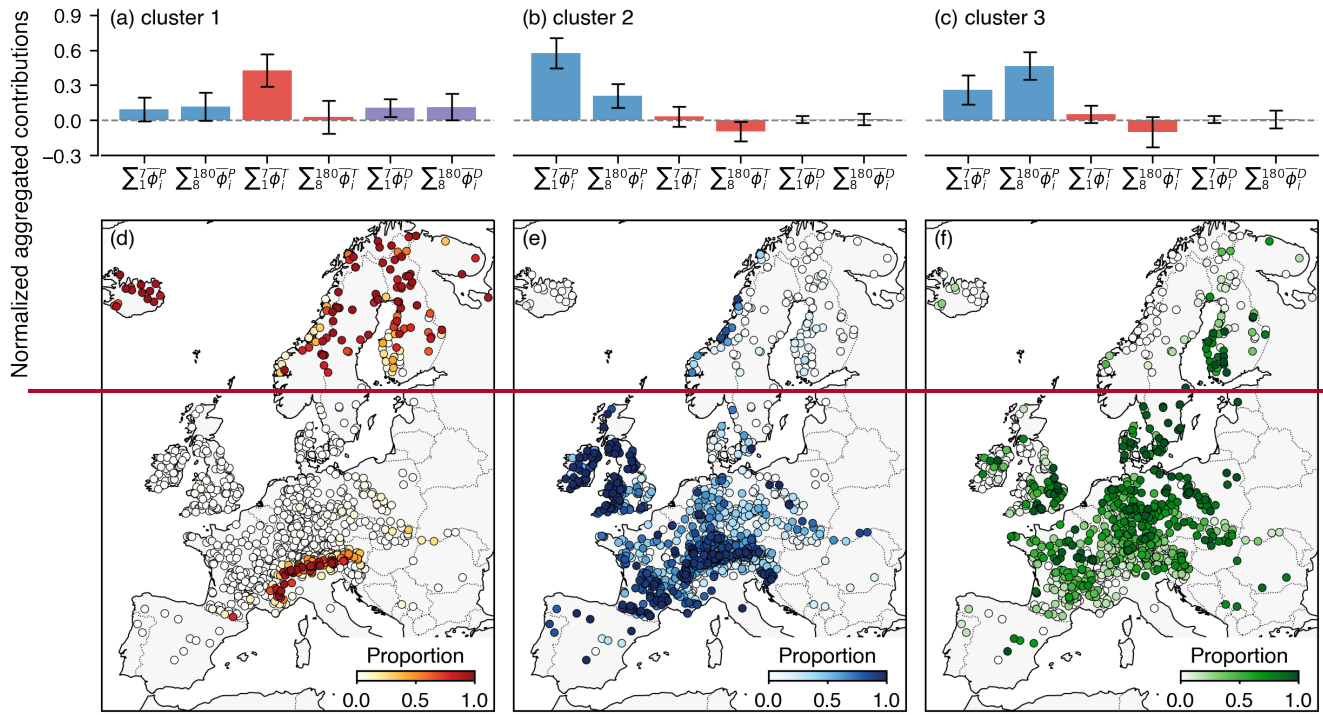 (a) cluster 1
(b) cluster 2
(c) cluster 3
Normalized aggregated contributions
0.9
0.6
0.3
0.0
−0.3
∑₁⁷ϕ̄ᵢᴾ ∑₈¹⁸⁰ϕ̄ᵢᴾ ∑₁⁷ϕ̄ᵢᵀ ∑₈¹⁸⁰ϕ̄ᵢᵀ ∑₁⁷ϕ̄ᵢᴰ ∑₈¹⁸⁰ϕ̄ᵢᴰ
∑₁⁷ϕ̄ᵢᴾ ∑₈¹⁸⁰ϕ̄ᵢᴾ ∑₁⁷ϕ̄ᵢᵀ ∑₈¹⁸⁰ϕ̄ᵢᵀ ∑₁⁷ϕ̄ᵢᴰ ∑₈¹⁸⁰ϕ̄ᵢᴰ
∑₁⁷ϕ̄ᵢᴾ ∑₈¹⁸⁰ϕ̄ᵢᴾ ∑₁⁷ϕ̄ᵢᵀ ∑₈¹⁸⁰ϕ̄ᵢᵀ ∑₁⁷ϕ̄ᵢᴰ ∑₈¹⁸⁰ϕ̄ᵢᴰ
(d)
Proportion
0.0 0.5 1.0
(e)
Proportion
0.0 0.5 1.0
(f)
Proportion
0.0 0.5 1.0